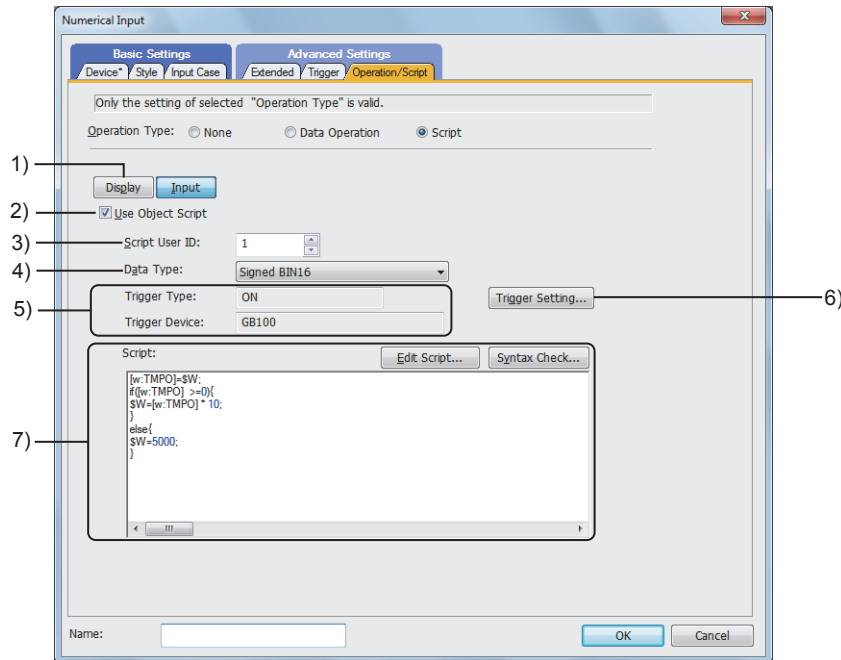 Numerical Input
Basic Settings Advanced Settings
Device* Style Input Case Extended Trigger Operation/Script
Only the setting of selected "Operation Type" is valid.
Operation Type: None Data Operation Script
1)
Display Input
2) Use Object Script
3) Script User ID: 1
4) Data Type: Signed BIN16
5) Trigger Type: ON Trigger Setting... 6)
Trigger Device: GB100
Script: Edit Script... Syntax Check...
[w:TMPO]=$W;
if([w:TMPO] >=0){
$W=[w:TMPO] * 10;
}
else{
7) $W=5000;
}
Name: OK Cancel